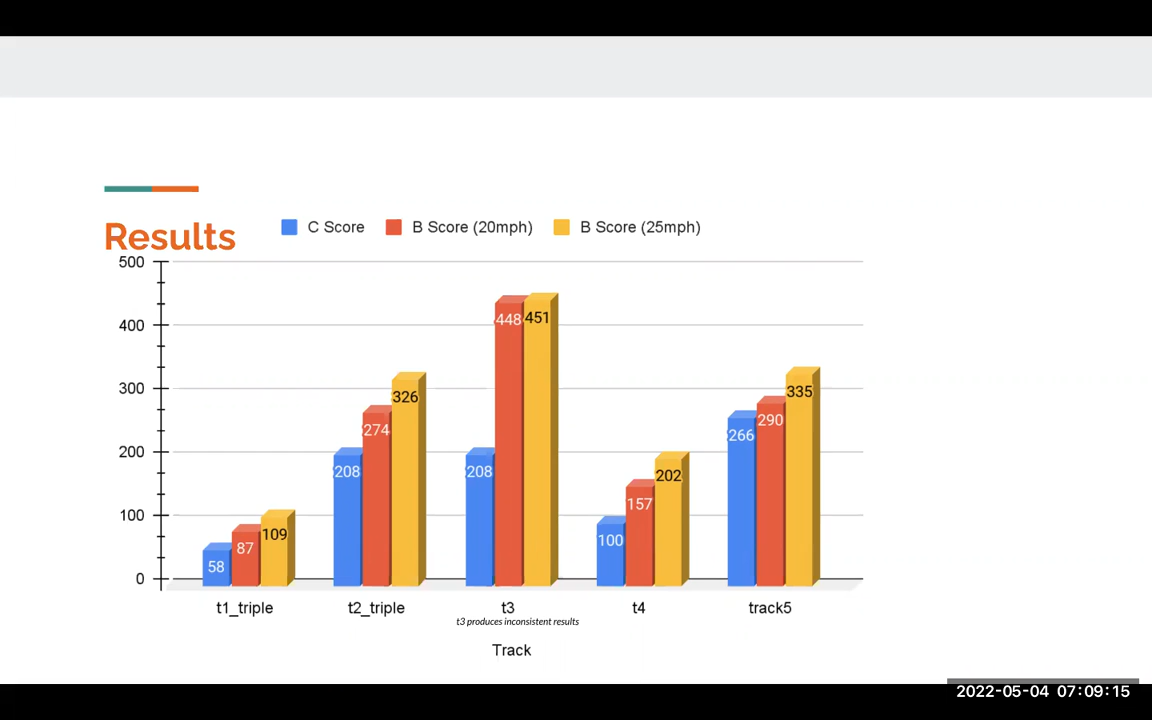 Results
C Score B Score (20mph) B Score (25mph)
500
400
300
200
100
0
58 87 109
208 274 326
208 448 451
100 157 202
266 290 335
t1_triple t2_triple t3 t4 track5
t3 produces inconsistent results
Track
2022-05-04 07:09:15